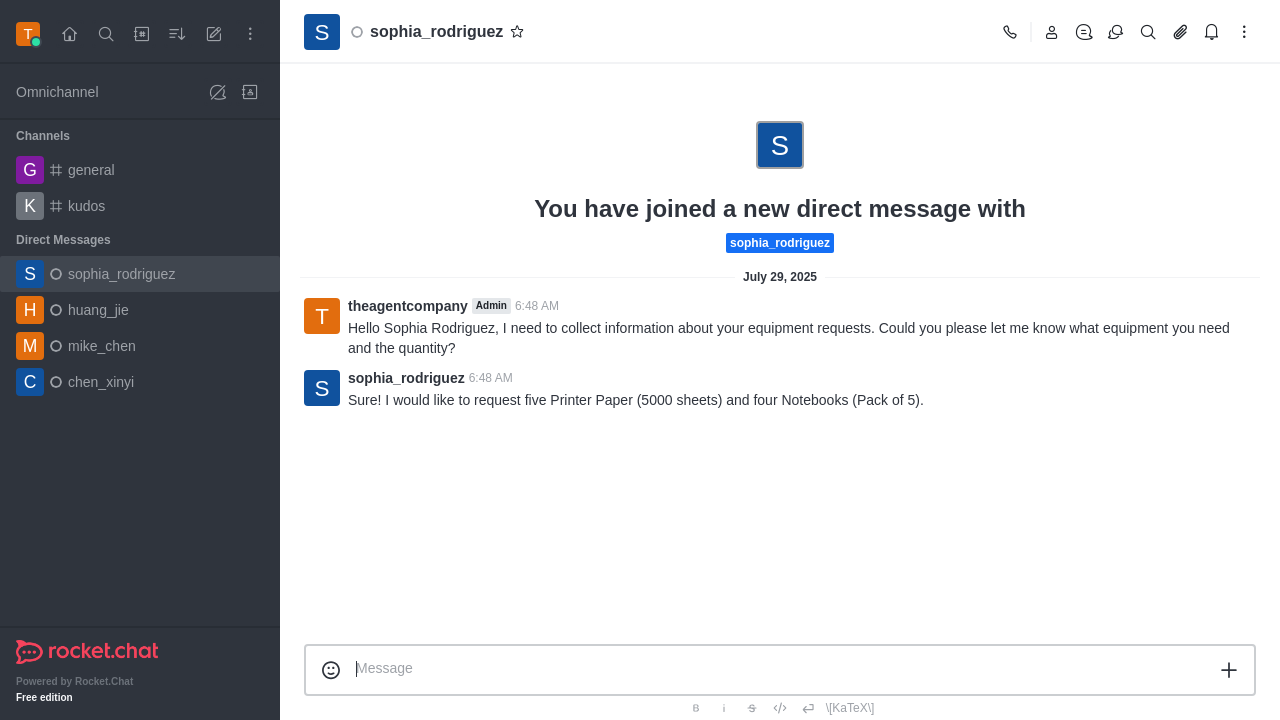 T
Omnichannel
Channels
G general
K kudos
Direct Messages
S sophia_rodriguez
H huang_jie
M mike_chen
C chen_xinyi
rocket.chat
Powered by Rocket.Chat
Free edition
S sophia_rodriguez
S
You have joined a new direct message with
sophia_rodriguez
July 29, 2025
T
theagentcompany Admin 6:48 AM
Hello Sophia Rodriguez, I need to collect information about your equipment requests. Could you please let me know what equipment you need
and the quantity?
S
sophia_rodriguez 6:48 AM
Sure! I would like to request five Printer Paper (5000 sheets) and four Notebooks (Pack of 5).
Message
B i S \[KaTeX\]